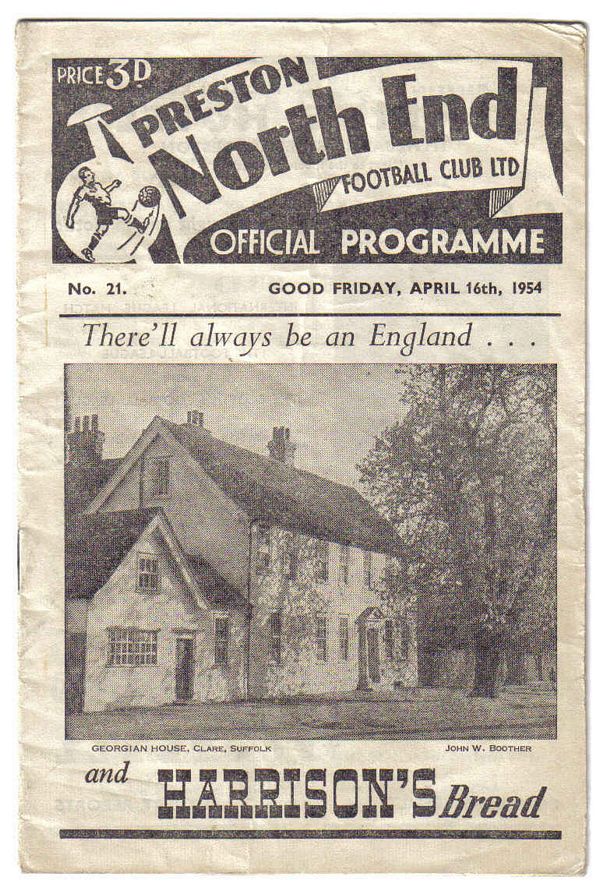 PRICE 3D
PRESTON
North End
FOOTBALL CLUB LTD
OFFICIAL PROGRAMME
No. 21. GOOD FRIDAY, APRIL 16th, 1954
There'll always be an England . . .
GEORGIAN HOUSE, CLARE, SUFFOLK JOHN W. BOOTHER
and HARRISON'S Bread